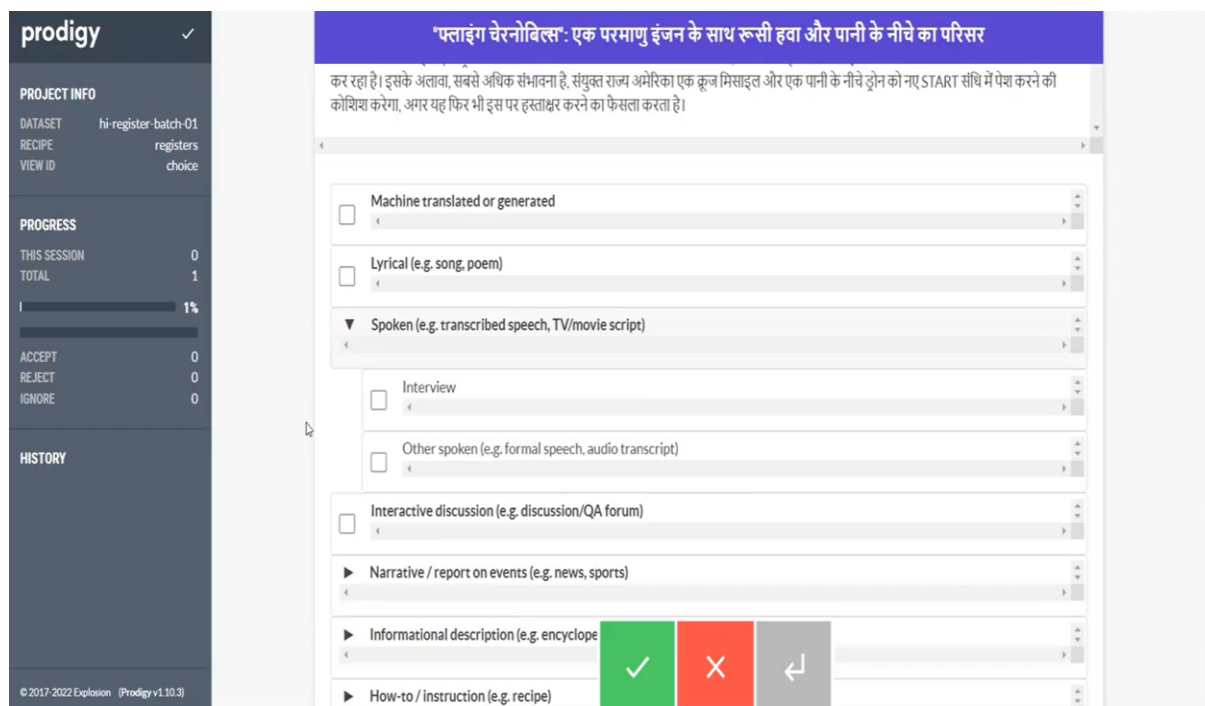 prodigy
PROJECT INFO
DATASET hi-register-batch-01
RECIPE registers
VIEW ID choice
PROGRESS
THIS SESSION 0
TOTAL 1
1%
ACCEPT 0
REJECT 0
IGNORE 0
HISTORY
© 2017-2022 Explosion (Prodigy v1.10.3)
"फ्लाइंग चेरनोबिल्स": एक परमाणु इंजन के साथ रूसी हवा और पानी के नीचे का परिसर
कर रहा है। इसके अलावा, सबसे अधिक संभावना है, संयुक्त राज्य अमेरिका एक क्रूज मिसाइल और एक पानी के नीचे ड्रोन को नए START संधि में पेश करने की
कोशिश करेगा, अगर यह फिर भी इस पर हस्ताक्षर करने का फैसला करता है।
Machine translated or generated
Lyrical (e.g. song, poem)
Spoken (e.g. transcribed speech, TV/movie script)
Interview
Other spoken (e.g. formal speech, audio transcript)
Interactive discussion (e.g. discussion/QA forum)
Narrative / report on events (e.g. news, sports)
Informational description (e.g. encyclope
How-to / instruction (e.g. recipe)